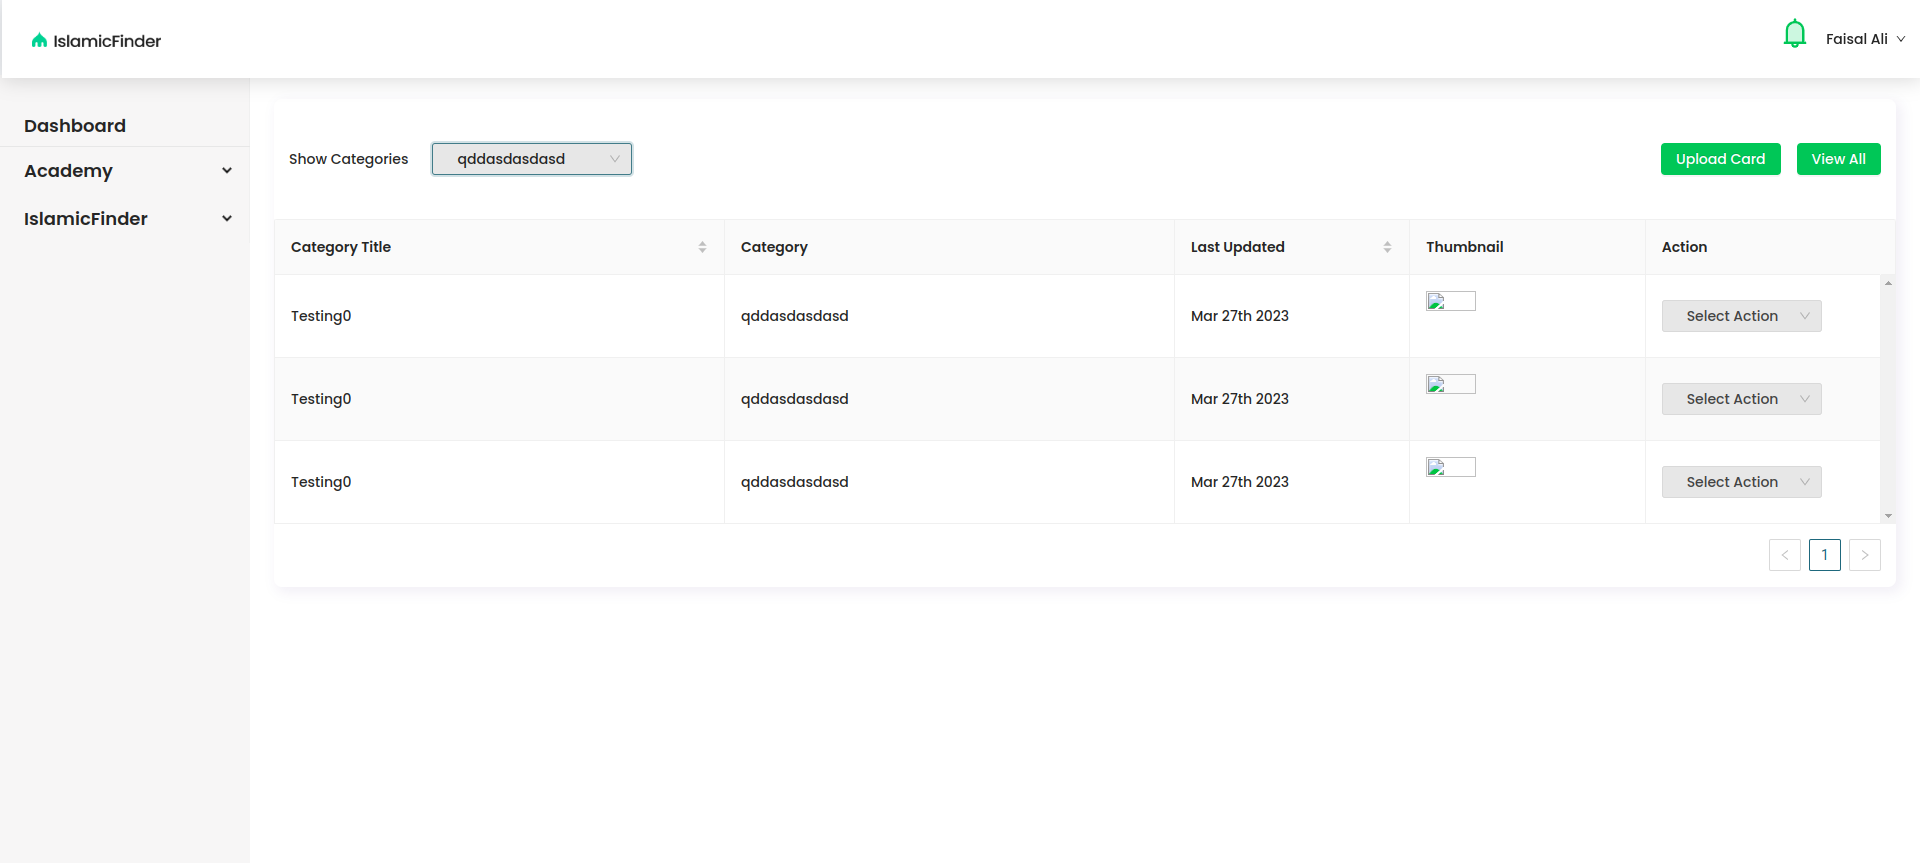 IslamicFinder
Faisal Ali
Dashboard
Academy
IslamicFinder
Show Categories qddasdasdasd Upload Card View All
Category Title Category Last Updated Thumbnail Action
Testing0 qddasdasdasd Mar 27th 2023 Select Action
Testing0 qddasdasdasd Mar 27th 2023 Select Action
Testing0 qddasdasdasd Mar 27th 2023 Select Action
1